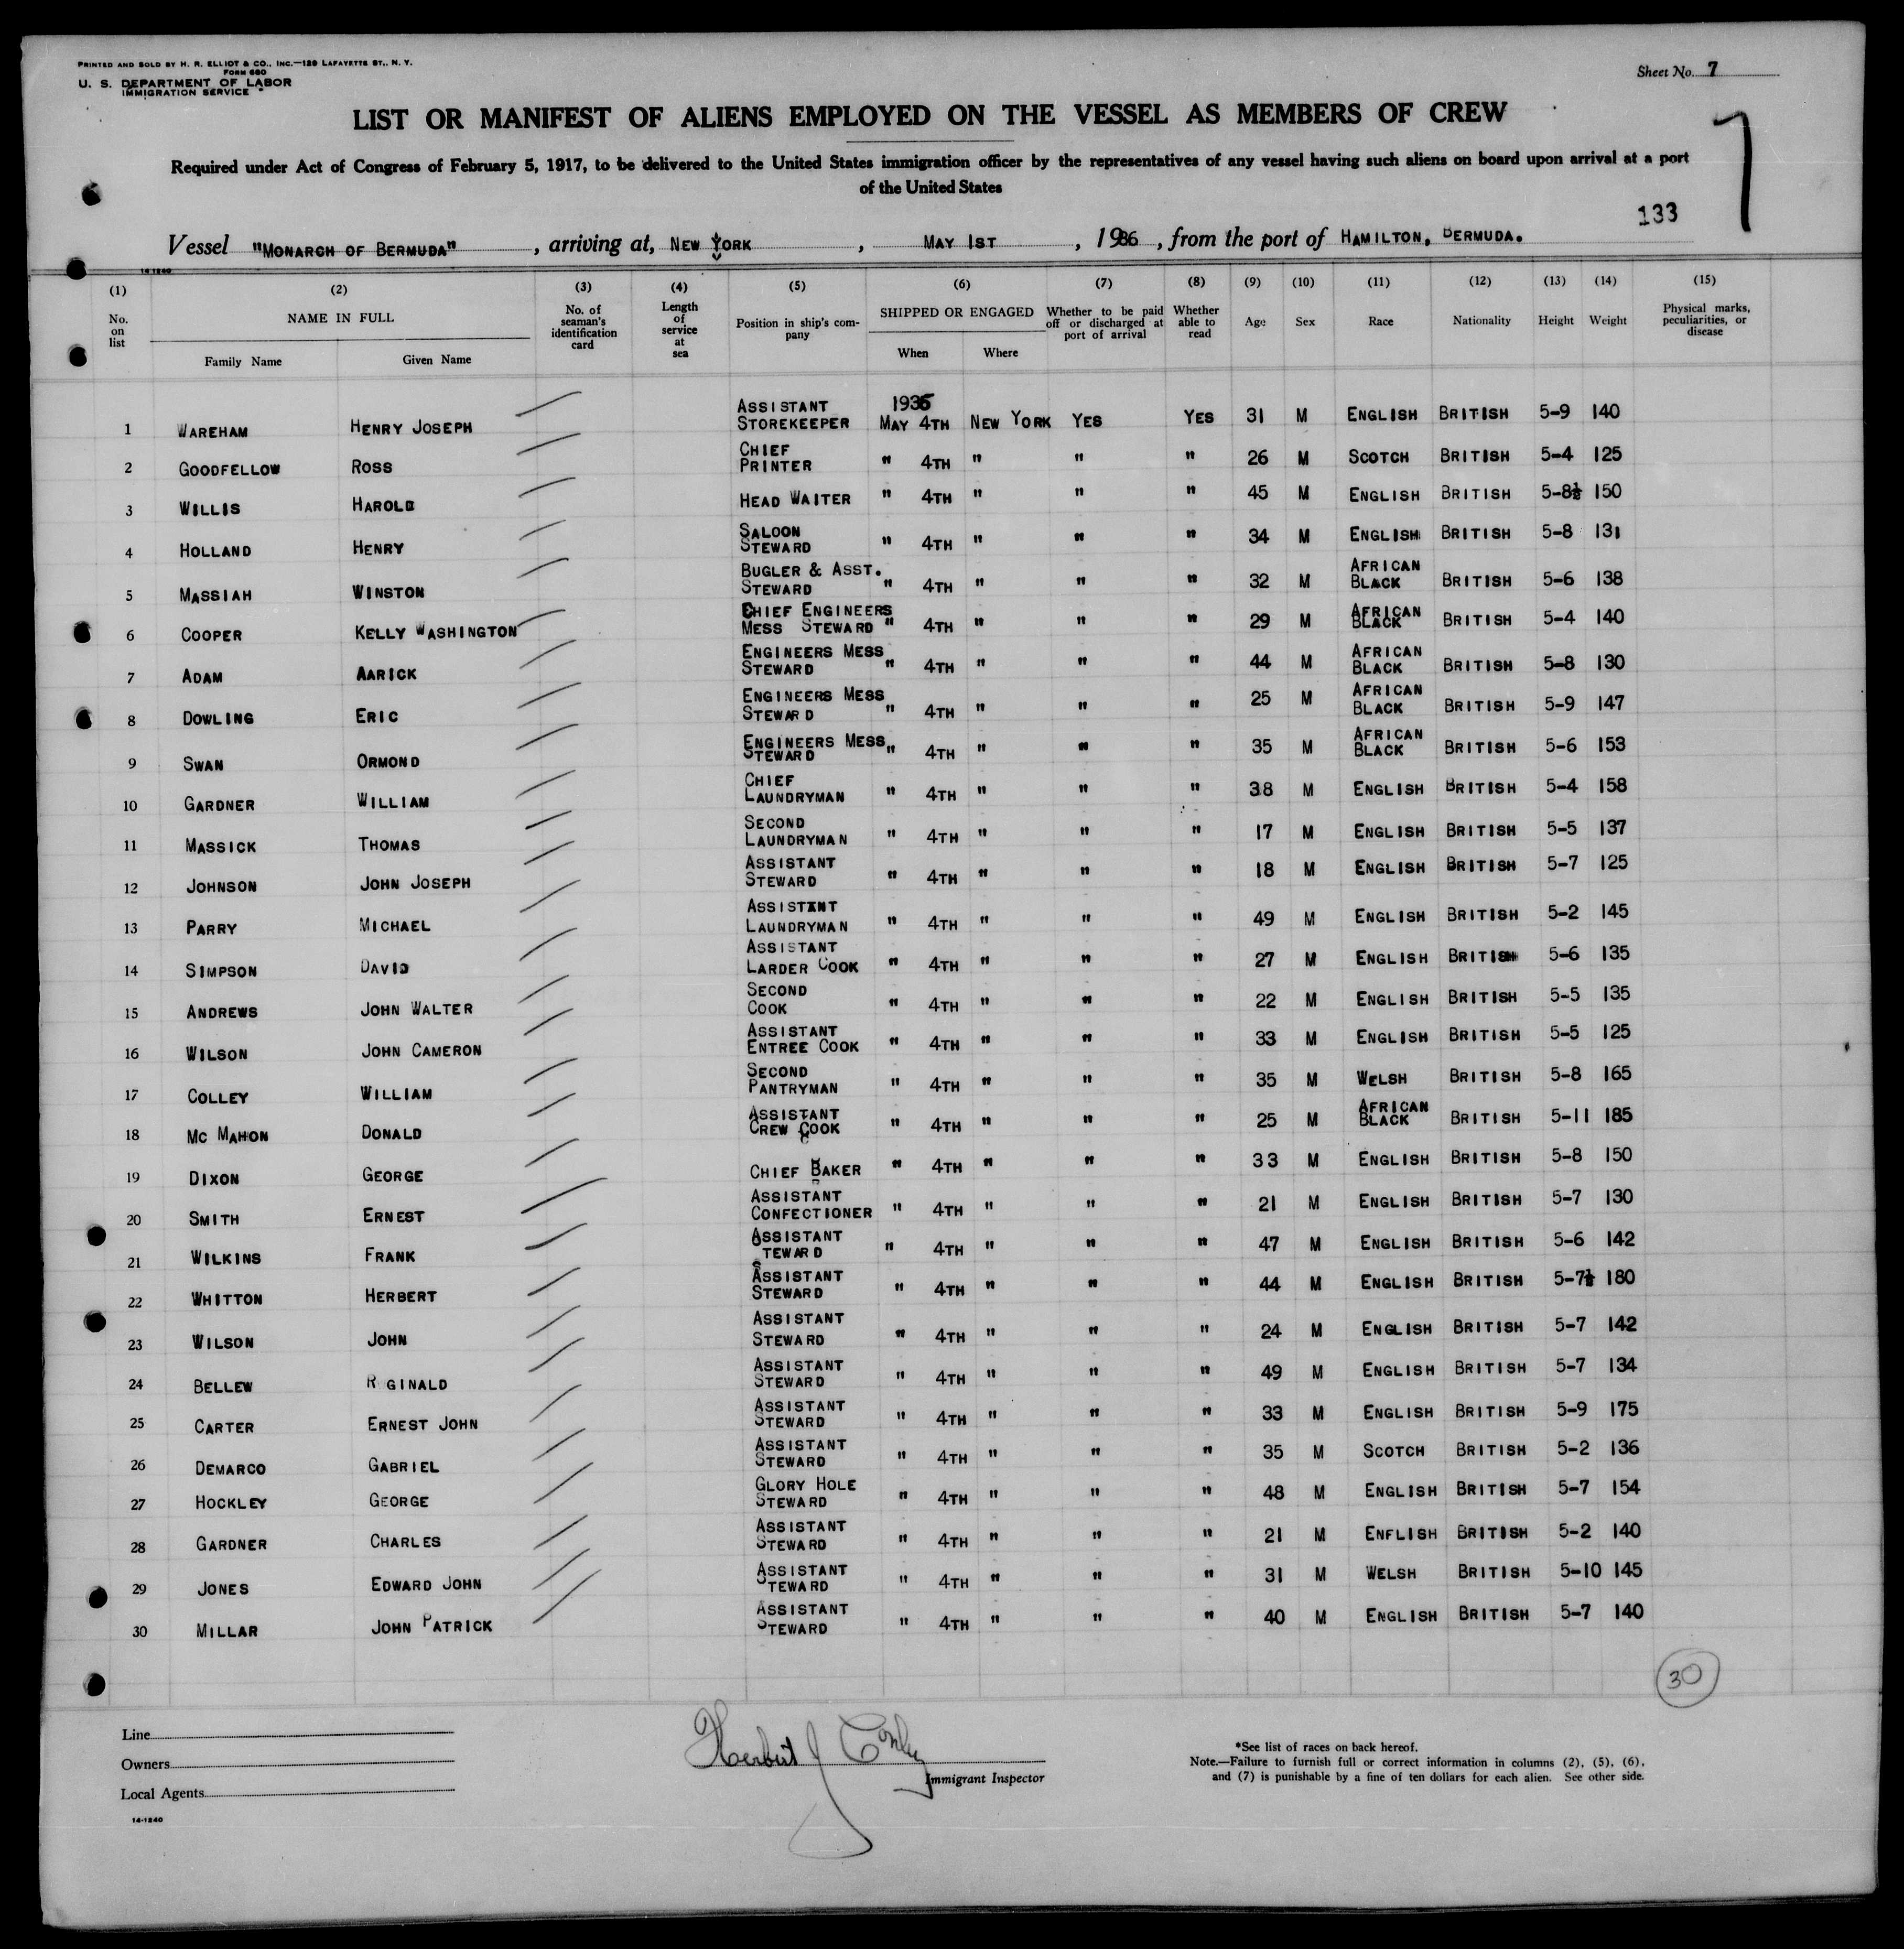 PRINTED AND SOLD BY H. R. ELLIOT & CO., INC.—129 LAFAYETTE ST., N. Y.
FORM 680
U. S. DEPARTMENT OF LABOR
IMMIGRATION SERVICE
Sheet No. 7
7
LIST OR MANIFEST OF ALIENS EMPLOYED ON THE VESSEL AS MEMBERS OF CREW
Required under Act of Congress of February 5, 1917, to be delivered to the United States immigration officer by the representatives of any vessel having such aliens on board upon arrival at a port
of the United States
133
Vessel "MONARCH OF BERMUDA", arriving at, NEW YORK, MAY 1ST, 1936, from the port of HAMILTON, BERMUDA.
14-1240
(1) (2) (3) (4) (5) (6) (7) (8) (9) (10) (11) (12) (13) (14) (15)
No. on list NAME IN FULL Family Name Given Name No. of seaman's identification card Length of service at sea Position in ship's company SHIPPED OR ENGAGED When Where Whether to be paid off or discharged at port of arrival Whether able to read Age Sex Race Nationality Height Weight Physical marks, peculiarities, or disease
1 WAREHAM HENRY JOSEPH ASSISTANT STOREKEEPER 1935 MAY 4TH NEW YORK YES YES 31 M ENGLISH BRITISH 5-9 140
2 GOODFELLOW ROSS CHIEF PRINTER " 4TH " " " 26 M SCOTCH BRITISH 5-4 125
3 WILLIS HAROLD HEAD WAITER " 4TH " " " 45 M ENGLISH BRITISH 5-8½ 150
4 HOLLAND HENRY SALOON STEWARD " 4TH " " " 34 M ENGLISH BRITISH 5-8 131
5 MASSIAH WINSTON BUGLER & ASST. STEWARD " 4TH " " " 32 M AFRICAN BLACK BRITISH 5-6 138
6 COOPER KELLY WASHINGTON CHIEF ENGINEERS MESS STEWARD " 4TH " " " 29 M AFRICAN BLACK BRITISH 5-4 140
7 ADAM AARICK ENGINEERS MESS STEWARD " 4TH " " " 44 M AFRICAN BLACK BRITISH 5-8 130
8 DOWLING ERIC ENGINEERS MESS STEWARD " 4TH " " " 25 M AFRICAN BLACK BRITISH 5-9 147
9 SWAN ORMOND ENGINEERS MESS STEWARD " 4TH " " " 35 M AFRICAN BLACK BRITISH 5-6 153
10 GARDNER WILLIAM CHIEF LAUNDRYMAN " 4TH " " " 38 M ENGLISH BRITISH 5-4 158
11 MASSICK THOMAS SECOND LAUNDRYMAN " 4TH " " " 17 M ENGLISH BRITISH 5-5 137
12 JOHNSON JOHN JOSEPH ASSISTANT STEWARD " 4TH " " " 18 M ENGLISH BRITISH 5-7 125
13 PARRY MICHAEL ASSISTANT LAUNDRYMAN " 4TH " " " 49 M ENGLISH BRITISH 5-2 145
14 SIMPSON DAVID ASSISTANT LARDER COOK " 4TH " " " 27 M ENGLISH BRITISH 5-6 135
15 ANDREWS JOHN WALTER SECOND COOK " 4TH " " " 22 M ENGLISH BRITISH 5-5 135
16 WILSON JOHN CAMERON ASSISTANT ENTREE COOK " 4TH " " " 33 M ENGLISH BRITISH 5-5 125
17 COLLEY WILLIAM SECOND PANTRYMAN " 4TH " " " 35 M WELSH BRITISH 5-8 165
18 MC MAHON DONALD ASSISTANT CREW COOK " 4TH " " " 25 M AFRICAN BLACK BRITISH 5-11 185
19 DIXON GEORGE CHIEF BAKER " 4TH " " " 33 M ENGLISH BRITISH 5-8 150
20 SMITH ERNEST ASSISTANT CONFECTIONER " 4TH " " " 21 M ENGLISH BRITISH 5-7 130
21 WILKINS FRANK ASSISTANT STEWARD " 4TH " " " 47 M ENGLISH BRITISH 5-6 142
22 WHITTON HERBERT ASSISTANT STEWARD " 4TH " " " 44 M ENGLISH BRITISH 5-7½ 180
23 WILSON JOHN ASSISTANT STEWARD " 4TH " " " 24 M ENGLISH BRITISH 5-7 142
24 BELLEW R GINALD ASSISTANT STEWARD " 4TH " " " 49 M ENGLISH BRITISH 5-7 134
25 CARTER ERNEST JOHN ASSISTANT STEWARD " 4TH " " " 33 M ENGLISH BRITISH 5-9 175
26 DEMARCO GABRIEL ASSISTANT STEWARD " 4TH " " " 35 M SCOTCH BRITISH 5-2 136
27 HOCKLEY GEORGE GLORY HOLE STEWARD " 4TH " " " 48 M ENGLISH BRITISH 5-7 154
28 GARDNER CHARLES ASSISTANT STEWARD " 4TH " " " 21 M ENFLISH BRITISH 5-2 140
29 JONES EDWARD JOHN ASSISTANT STEWARD " 4TH " " " 31 M WELSH BRITISH 5-10 145
30 MILLAR JOHN PATRICK ASSISTANT STEWARD " 4TH " " " 40 M ENGLISH BRITISH 5-7 140
30
Line
Owners
Local Agents
14-1240
Herbert J Conley
Immigrant Inspector
*See list of races on back hereof.
Note.—Failure to furnish full or correct information in columns (2), (5), (6),
and (7) is punishable by a fine of ten dollars for each alien. See other side.